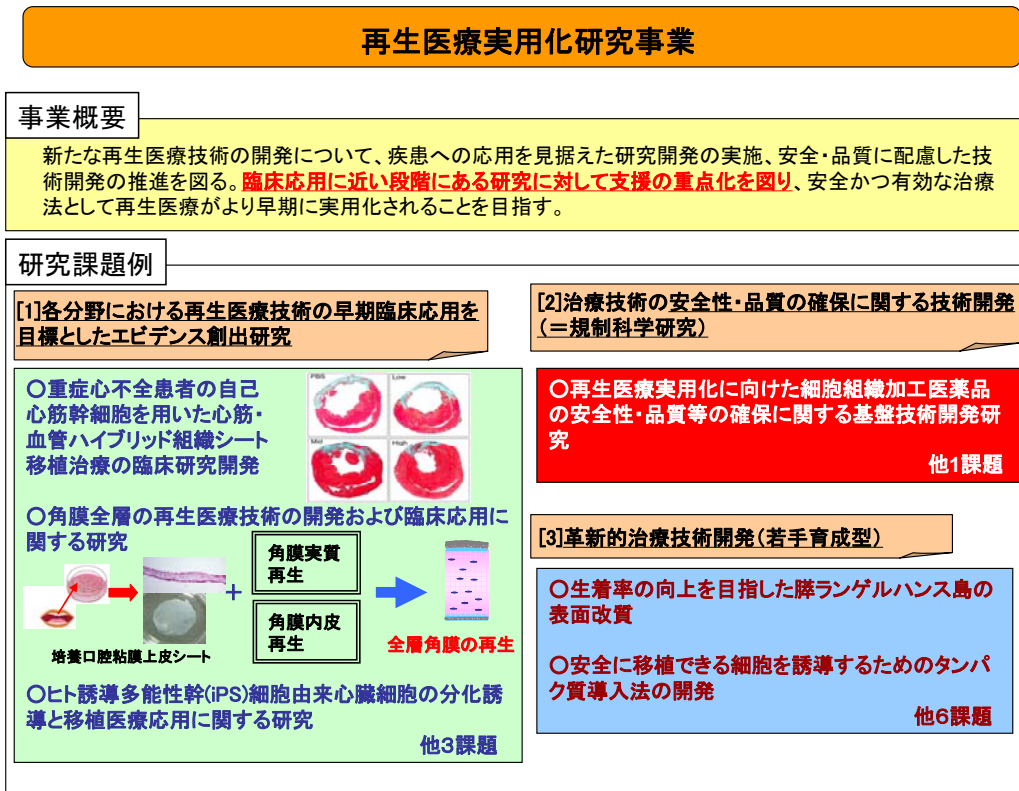 再生医療実用化研究事業
事業概要
新たな再生医療技術の開発について、疾患への応用を見据えた研究開発の実施、安全・品質に配慮した技
術開発の推進を図る。臨床応用に近い段階にある研究に対して支援の重点化を図り、安全かつ有効な治療
法として再生医療がより早期に実用化されることを目指す。
研究課題例
[1]各分野における再生医療技術の早期臨床応用を
目標としたエビデンス創出研究
○重症心不全患者の自己
心筋幹細胞を用いた心筋・
血管ハイブリッド組織シート
移植治療の臨床研究開発
PBS
Low
Mid
High
○角膜全層の再生医療技術の開発および臨床応用に
関する研究
角膜実質
再生
+
角膜内皮
再生
培養口腔粘膜上皮シート
全層角膜の再生
○ヒト誘導多能性幹(iPS)細胞由来心臓細胞の分化誘
導と移植医療応用に関する研究
他3課題
[2]治療技術の安全性・品質の確保に関する技術開発
(=規制科学研究)
○再生医療実用化に向けた細胞組織加工医薬品
の安全性・品質等の確保に関する基盤技術開発研
究
他1課題
[3]革新的治療技術開発(若手育成型)
○生着率の向上を目指した膵ランゲルハンス島の
表面改質
○安全に移植できる細胞を誘導するためのタンパ
ク質導入法の開発
他6課題